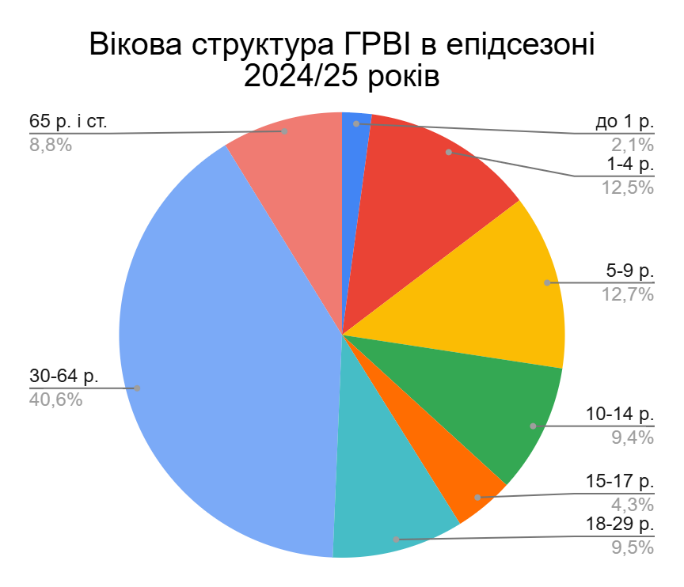 Вікова структура ГРВІ в епідсезоні
2024/25 років
65 р. і ст.
8,8%
до 1 р.
2,1%
1-4 р.
12,5%
5-9 р.
12,7%
30-64 р.
40,6%
10-14 р.
9,4%
15-17 р.
4,3%
18-29 р.
9,5%